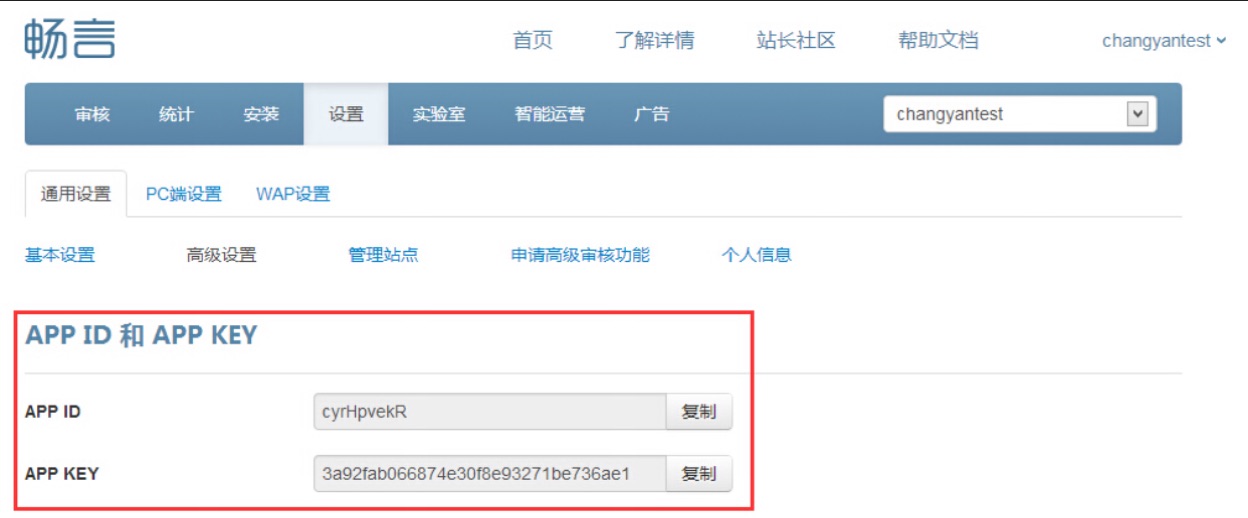 畅言 首页 了解详情 站长社区 帮助文档 changyantest
审核 统计 安装 设置 实验室 智能运营 广告 changyantest
通用设置 PC端设置 WAP设置
基本设置 高级设置 管理站点 申请高级审核功能 个人信息
APP ID 和 APP KEY
APP ID cyrHpvekR 复制
APP KEY 3a92fab066874e30f8e93271be736ae1 复制